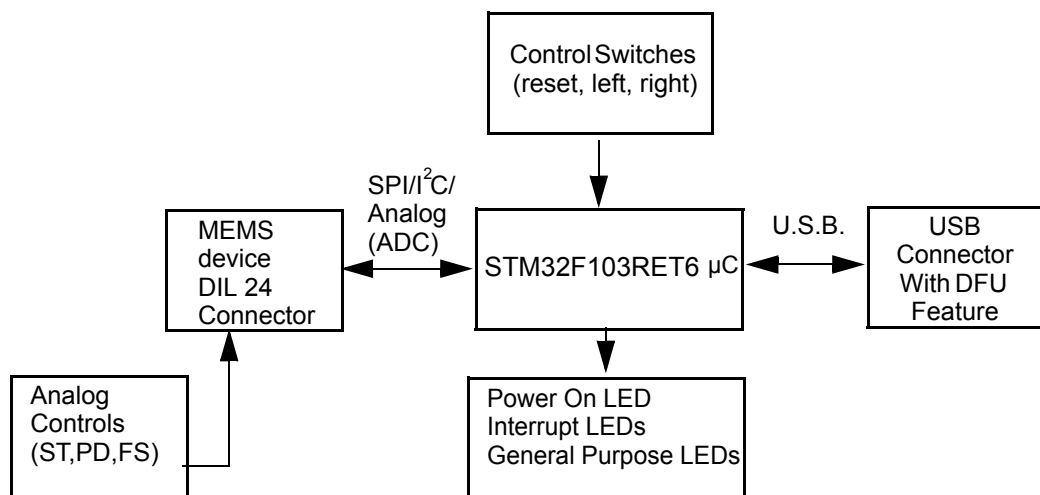 Control Switches
(reset, left, right)
SPI/I²C/
Analog
(ADC)
MEMS
device
DIL 24
Connector
STM32F103RET6 µC
U.S.B.
USB
Connector
With DFU
Feature
Analog
Controls
(ST,PD,FS)
Power On LED
Interrupt LEDs
General Purpose LEDs